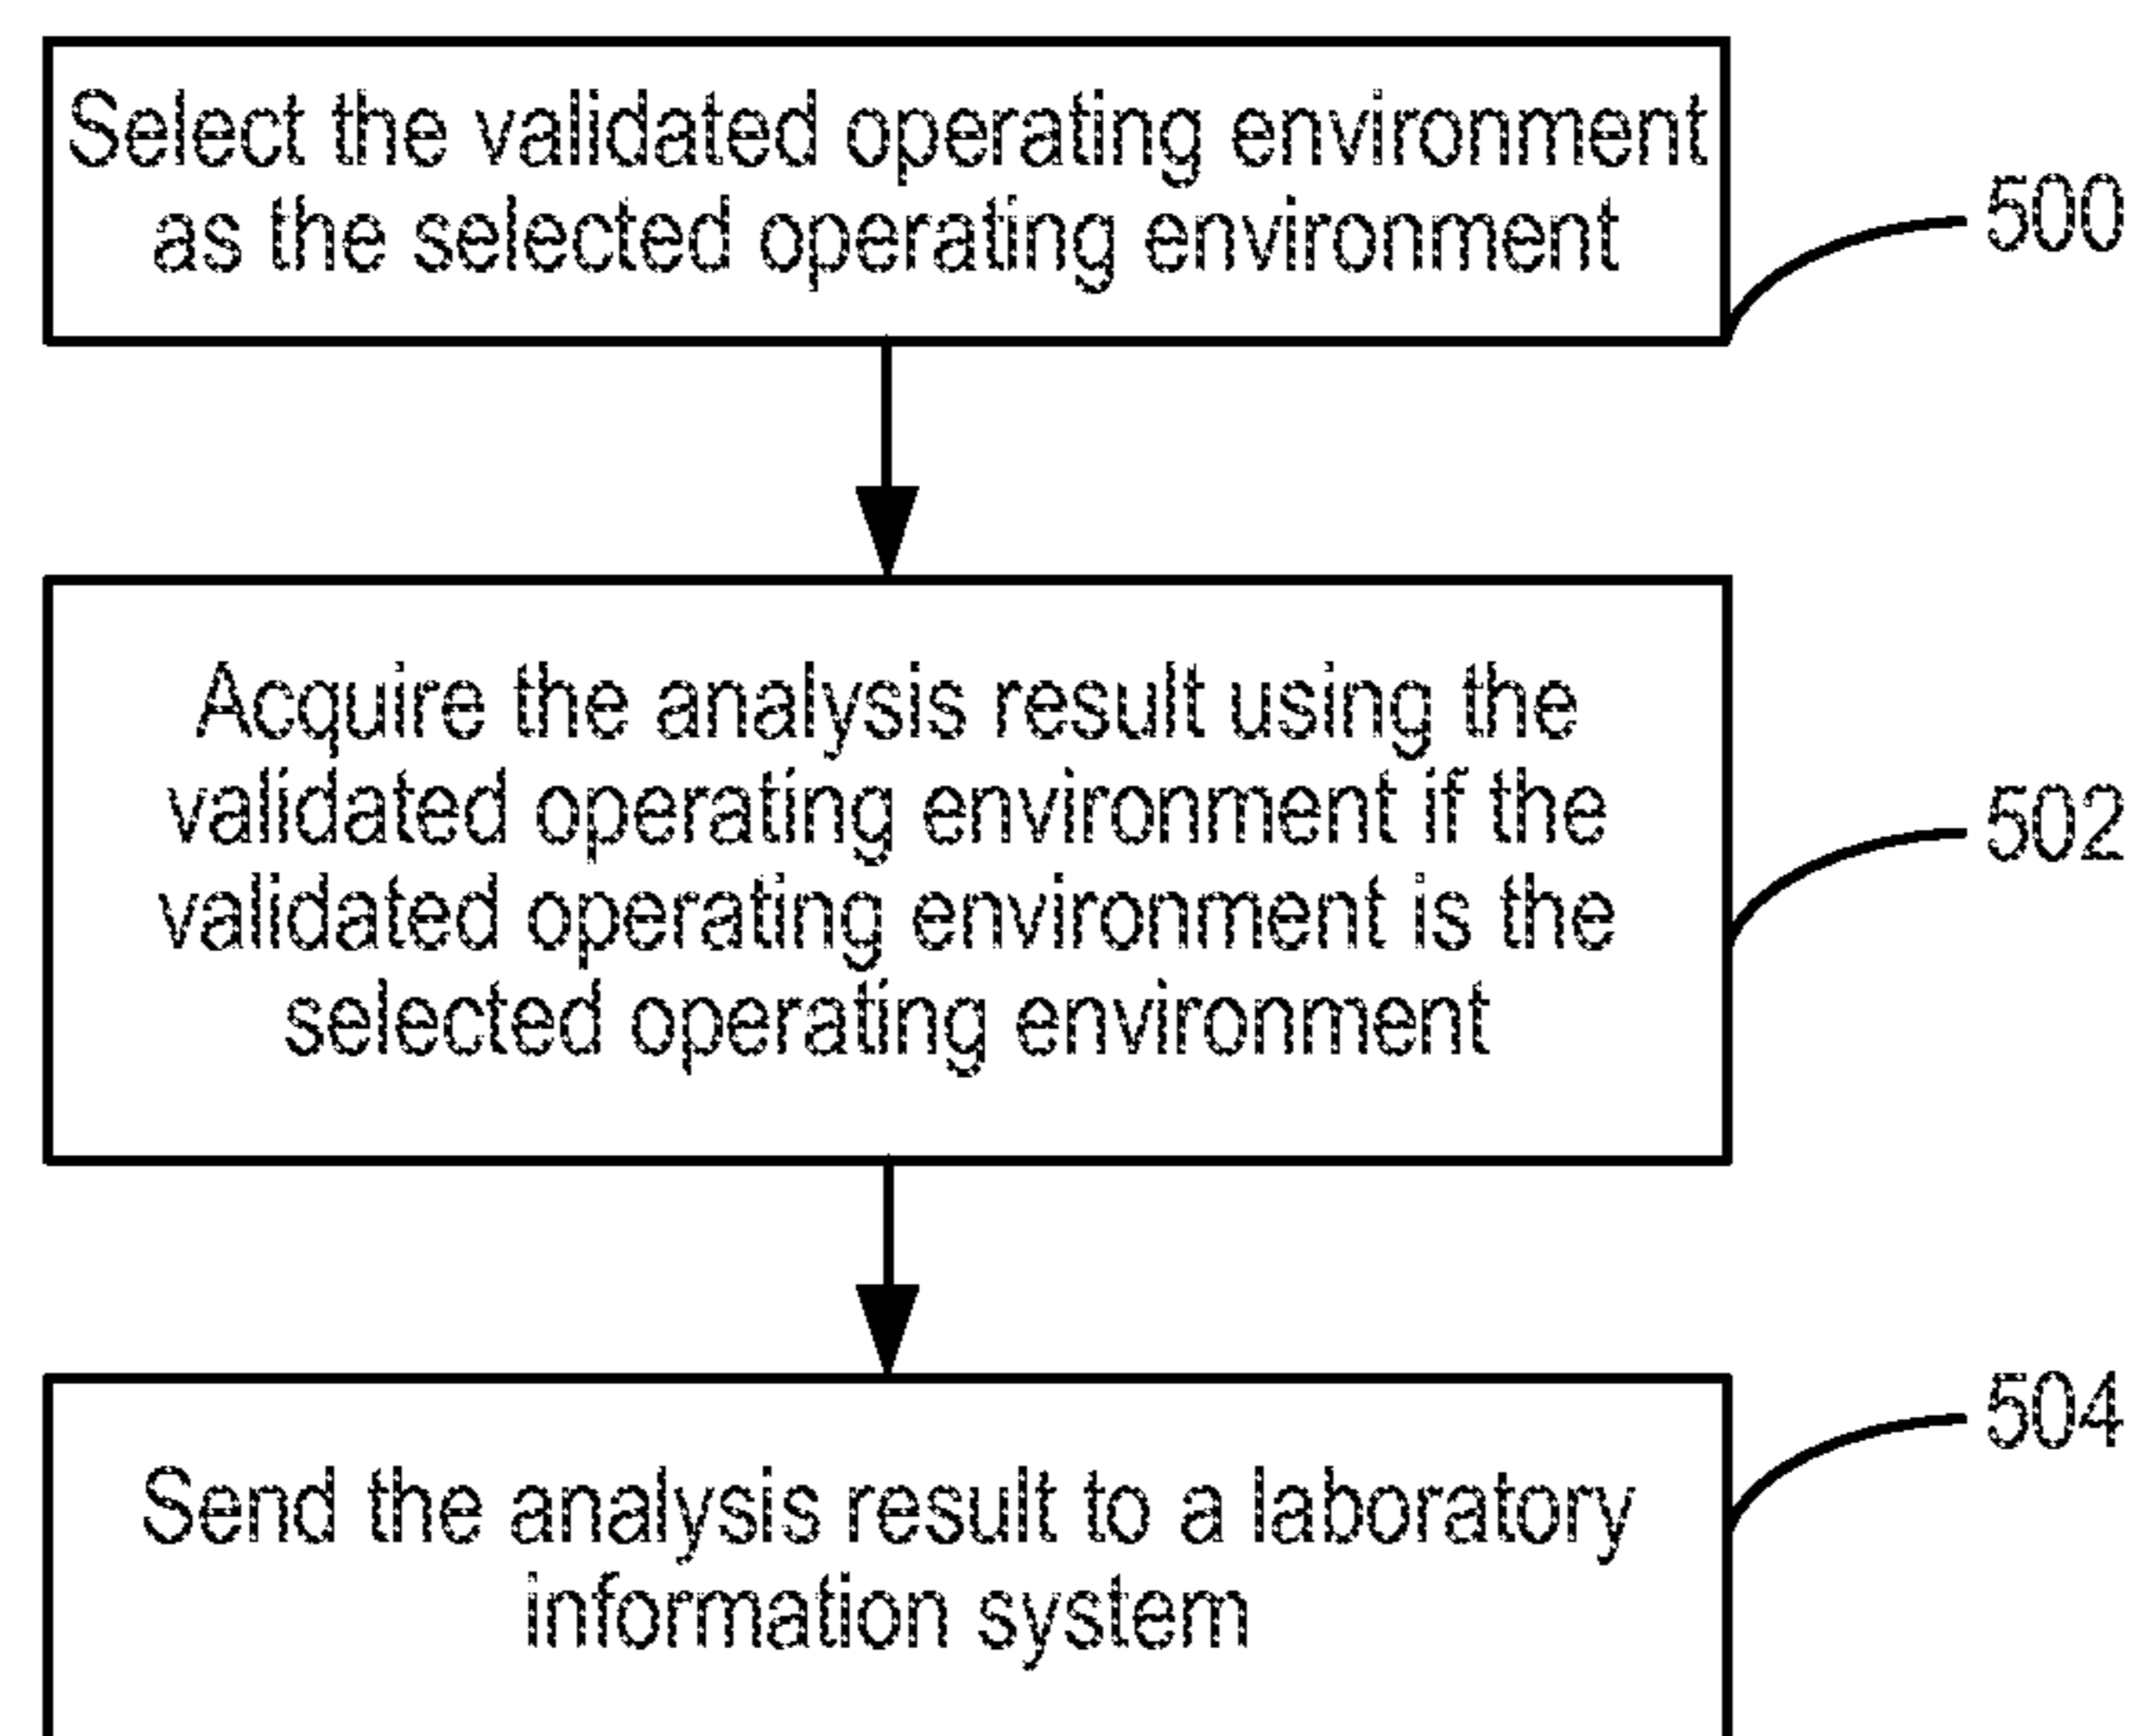 Select the validated operating environment
as the selected operating environment
500
Acquire the analysis result using the
validated operating environment if the
validated operating environment is the
selected operating environment
502
Send the analysis result to a laboratory
information system
504